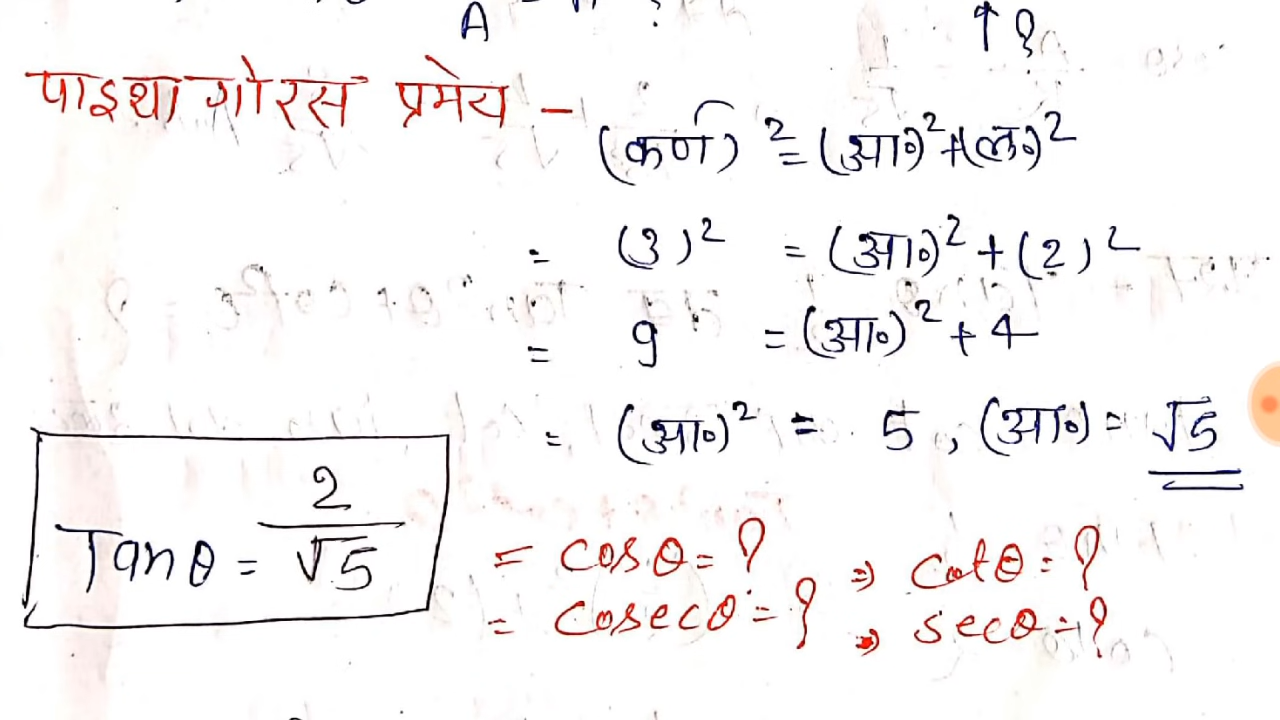 A
↑ ?
पाइथागोरस प्रमेय –
(कर्ण)² = (आ०)² + (ल०)²
= (3)² = (आ०)² + (2)²
= 9 = (आ०)² + 4
= (आ०)² = 5, (आ०) = √5
Tanθ = 2/√5
= cosθ = ? ⇒ cotθ = ?
= cosecθ = ? ⇒ secθ = ?